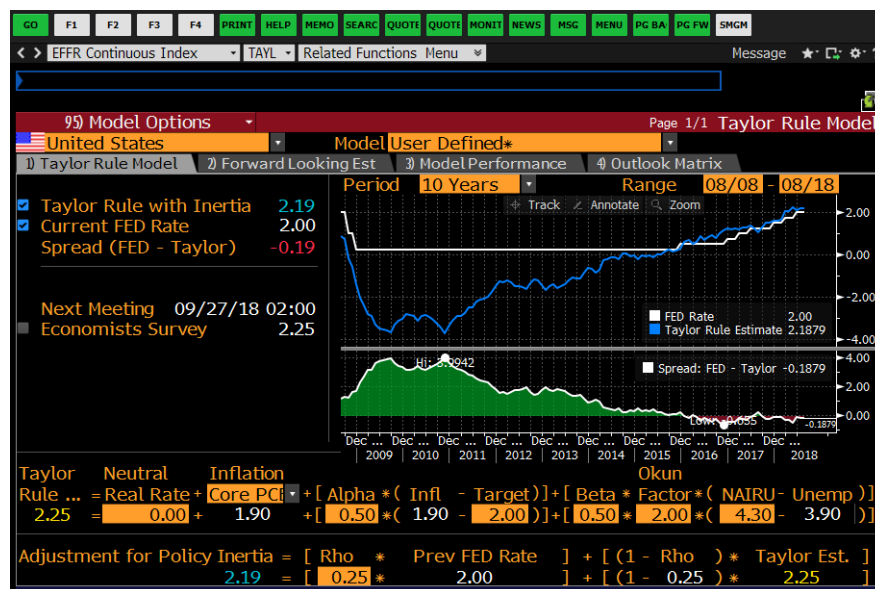 GO F1 F2 F3 F4 PRINT HELP MEMO SEARC QUOTE QUOTE MONIT NEWS MSG MENU PG BA PG FW SMGM
< > EFFR Continuous Index TAYL Related Functions Menu Message
95) Model Options Page 1/1 Taylor Rule Model
United States Model User Defined*
1) Taylor Rule Model 2) Forward Looking Est 3) Model Performance 4) Outlook Matrix
Period 10 Years Range 08/08 - 08/18
Track Annotate Zoom
Taylor Rule with Inertia 2.19
Current FED Rate 2.00
Spread (FED - Taylor) -0.19
Next Meeting 09/27/18 02:00
Economists Survey 2.25
2.00
0.00
-2.00
-4.00
FED Rate 2.00
Taylor Rule Estimate 2.1879
Hi: 3.9942
Spread: FED - Taylor -0.1879
4.00
2.00
0.00
-0.1879
Dec ... Dec ... Dec ... Dec ... Dec ... Dec ... Dec ... Dec ... Dec ... Dec ...
2009 2010 2011 2012 2013 2014 2015 2016 2017 2018
Taylor Neutral Inflation Okun
Rule ... = Real Rate + Core PCE + [ Alpha * ( Infl - Target ) ] + [ Beta * Factor * ( NAIRU - Unemp ) ]
2.25 = 0.00 + 1.90 + [ 0.50 * ( 1.90 - 2.00 ) ] + [ 0.50 * 2.00 * ( 4.30 - 3.90 ) ]
Adjustment for Policy Inertia = [ Rho * Prev FED Rate ] + [ ( 1 - Rho ) * Taylor Est. ]
2.19 = [ 0.25 * 2.00 ] + [ ( 1 - 0.25 ) * 2.25 ]